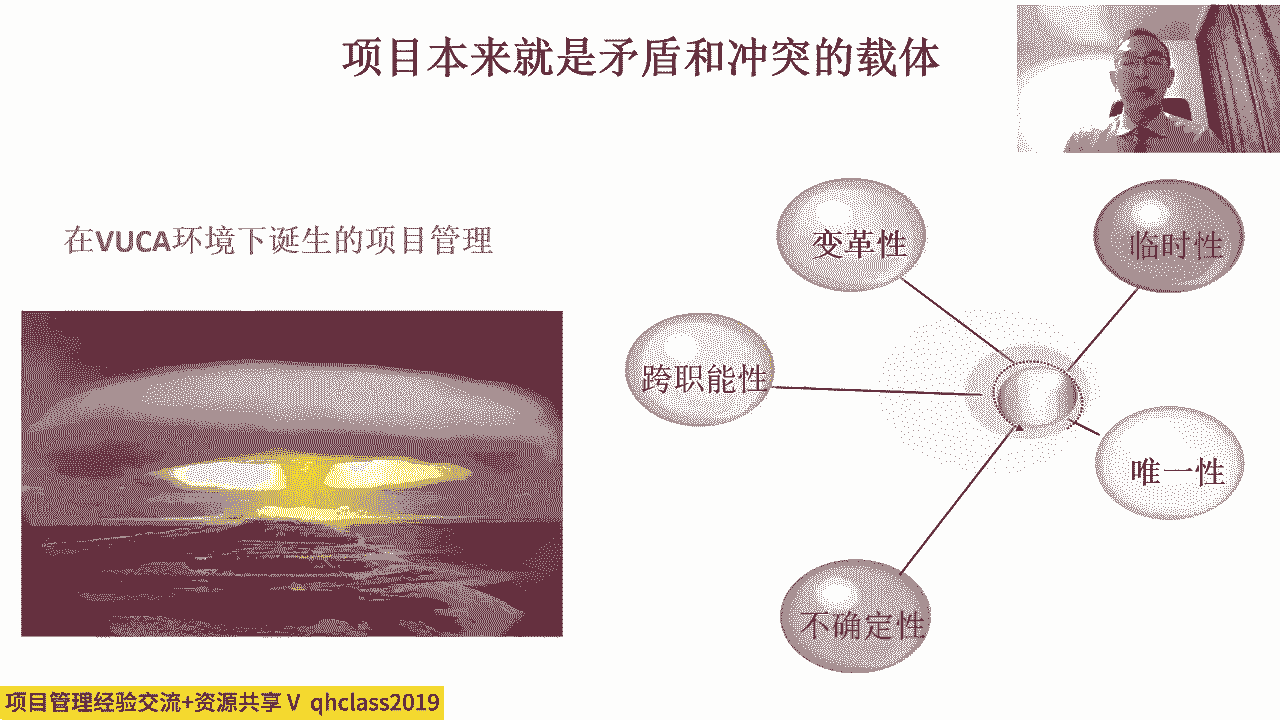 项目本来就是矛盾和冲突的载体
在VUCA环境下诞生的项目管理
变革性
临时性
跨职能性
唯一性
不确定性
项目管理经验交流+资源共享 V qhclass2019